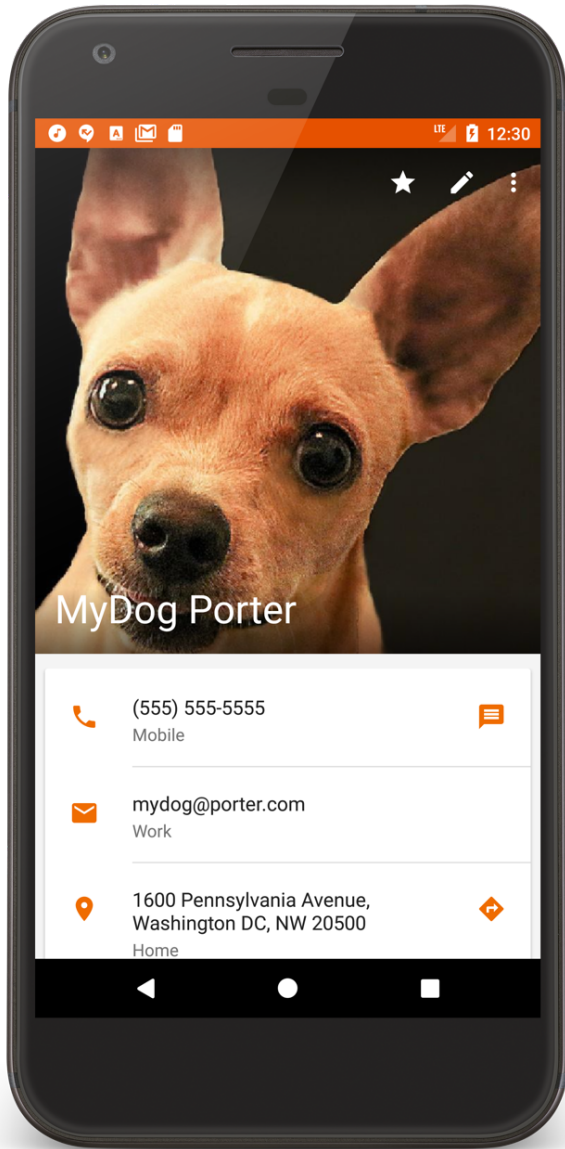 LTE 12:30
MyDog Porter
(555) 555-5555
Mobile
mydog@porter.com
Work
1600 Pennsylvania Avenue,
Washington DC, NW 20500
Home